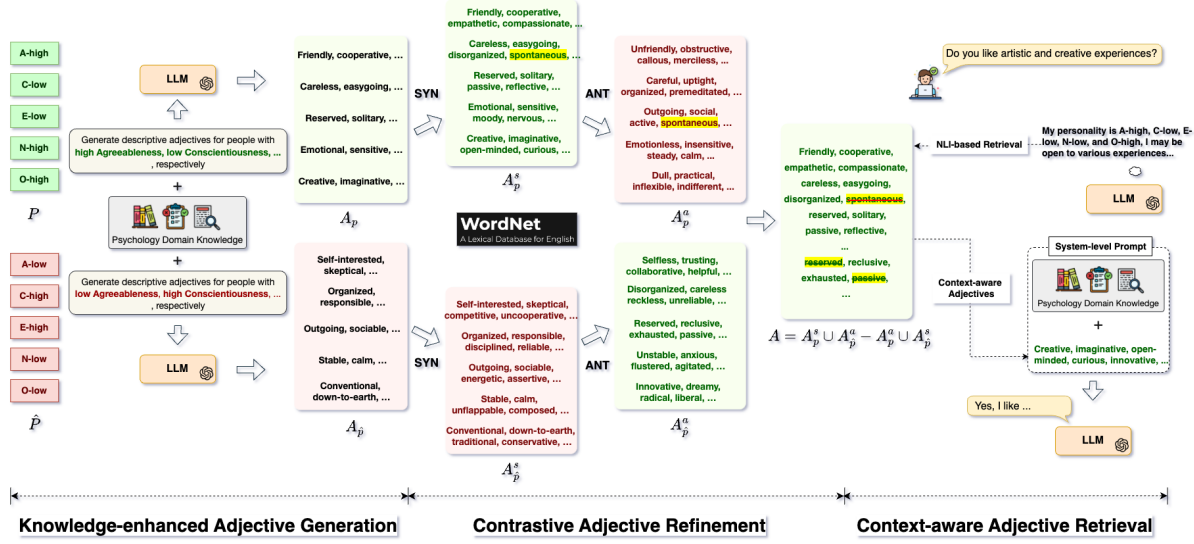 A-high
C-low
E-low
N-high
O-high
P
LLM
Generate descriptive adjectives for people with
high Agreeableness, low Conscientiousness, ...
, respectively
+
Psychology Domain Knowledge
+
Generate descriptive adjectives for people with
low Agreeableness, high Conscientiousness, ...
, respectively
LLM
A-low
C-high
E-high
N-low
O-low
P̂
Friendly, cooperative, ...
Careless, easygoing, ...
Reserved, solitary, ...
Emotional, sensitive, ...
Creative, imaginative, ...
A_p
Self-interested,
skeptical, ...
Organized,
responsible, ...
Outgoing, sociable, ...
Stable, calm, ...
Conventional,
down-to-earth, ...
A_p̂
SYN
SYN
Friendly, cooperative,
empathetic, compassionate, ...
Careless, easygoing,
disorganized, spontaneous, ...
Reserved, solitary,
passive, reflective, ...
Emotional, sensitive,
moody, nervous, ...
Creative, imaginative,
open-minded, curious, ...
A_p^s
WordNet
A Lexical Database for English
Self-interested, skeptical,
competitive, uncooperative, ...
Organized, responsible,
disciplined, reliable, ...
Outgoing, sociable,
energetic, assertive, ...
Stable, calm,
unflappable, composed, ...
Conventional, down-to-earth,
traditional, conservative, ...
A_p̂^s
ANT
ANT
Unfriendly, obstructive,
callous, merciless, ...
Careful, uptight,
organized, premeditated, ...
Outgoing, social,
active, spontaneous, ...
Emotionless, insensitive,
steady, calm, ...
Dull, practical,
inflexible, indifferent, ...
A_p^a
Selfless, trusting,
collaborative, helpful, ...
Disorganized, careless
reckless, unreliable, ...
Reserved, reclusive,
exhausted, passive, ...
Unstable, anxious,
flustered, agitated, ...
Innovative, dreamy,
radical, liberal, ...
A_p̂^a
Friendly, cooperative,
empathetic, compassionate,
careless, easygoing,
disorganized, spontaneous,
reserved, solitary,
passive, reflective,
...
reserved, reclusive,
exhausted, passive,
...
A = A_p^s ∪ A_p̂^a − A_p^a ∪ A_p̂^s
Do you like artistic and creative experiences?
NLI-based Retrieval
My personality is A-high, C-low, E-
low, N-low, and O-high, I may be
open to various experiences...
LLM
System-level Prompt
Psychology Domain Knowledge
+
Creative, imaginative, open-
minded, curious, innovative, ...
Context-aware
Adjectives
Yes, I like ...
LLM
Knowledge-enhanced Adjective Generation
Contrastive Adjective Refinement
Context-aware Adjective Retrieval